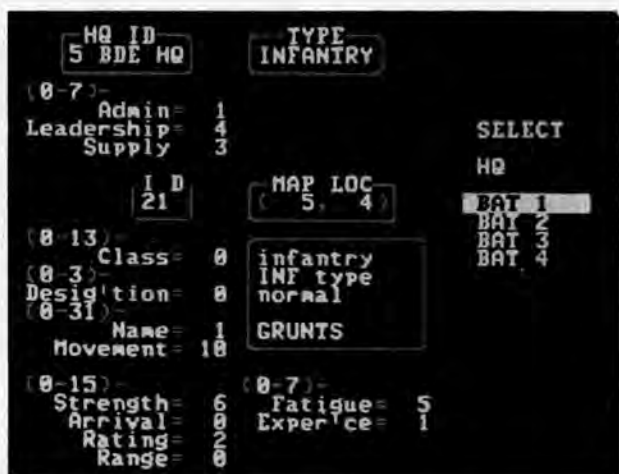 HQ ID
5 BDE HQ
TYPE
INFANTRY
(0-7)-
Admin= 1
Leadership= 4
Supply 3
SELECT
HQ
BAT 1
BAT 2
BAT 3
BAT 4
I D
21
MAP LOC
( 5, 4)
(0-13)-
Class= 0
(0-3)-
Desig'tion= 0
(0-31)-
Name= 1
Movement= 10
infantry
INF type
normal
GRUNTS
(0-15)-
Strength= 6
Arrival= 0
Rating= 2
Range= 0
(0-7)-
Fatigue= 5
Exper'ce= 1